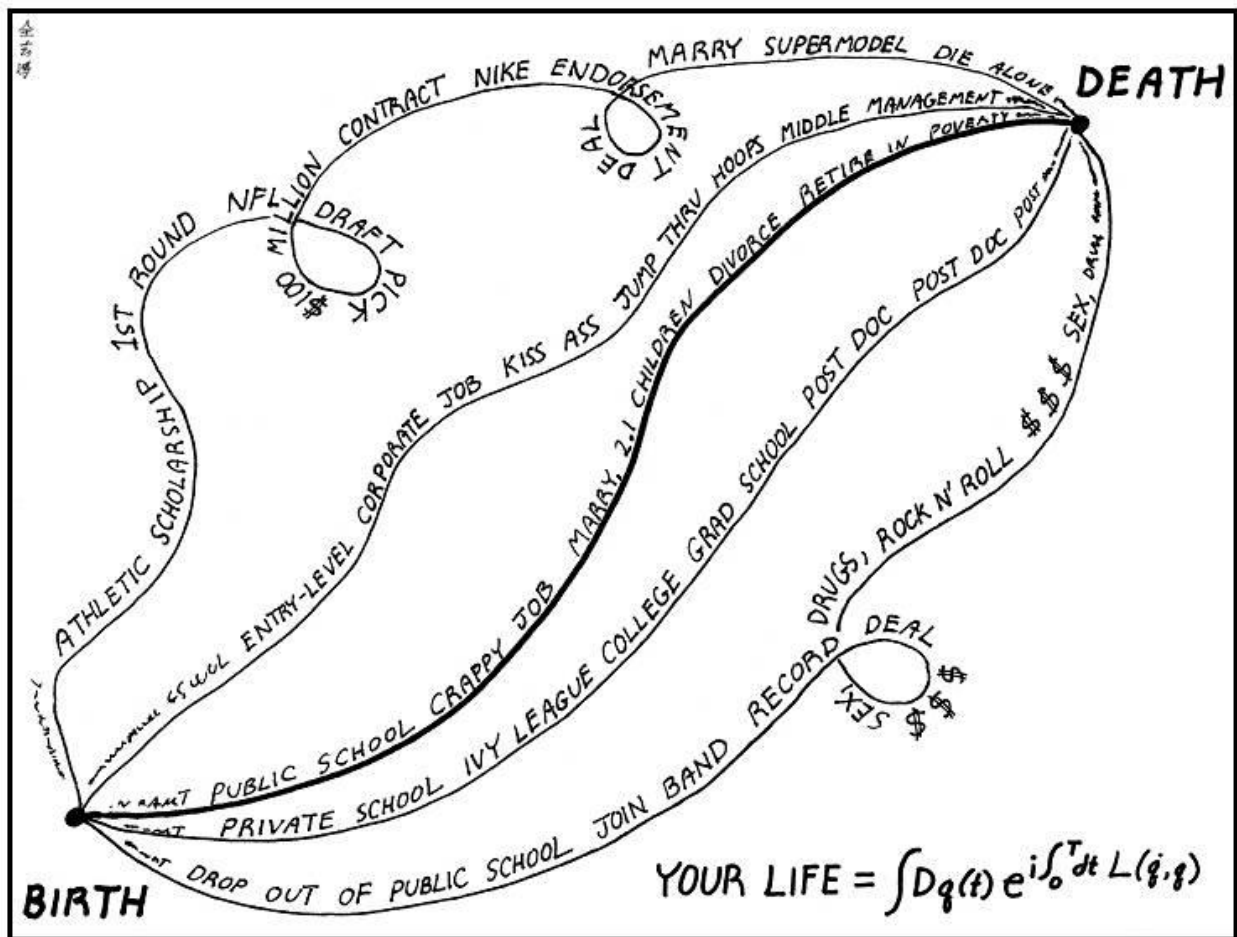 DEATH
MARRY SUPERMODEL DIE ALONE
ATHLETIC SCHOLARSHIP 1ST ROUND NFL DRAFT PICK $100 MILLION CONTRACT NIKE ENDORSEMENT DEAL
ENTRY-LEVEL CORPORATE JOB KISS ASS JUMP THRU HOOPS MIDDLE MANAGEMENT
PUBLIC SCHOOL CRAPPY JOB MARRY, 2.1 CHILDREN DIVORCE RETIRE IN POVERTY
PRIVATE SCHOOL IVY LEAGUE COLLEGE GRAD SCHOOL POST DOC POST DOC POST
DROP OUT OF PUBLIC SCHOOL JOIN BAND RECORD DEAL $ $ $ SEX, DRUGS, ROCK N' ROLL $ $ $ SEX,
BIRTH
YOUR LIFE = ∫Dq(t) e^{i∫_0^T dt L(q̇,q)}